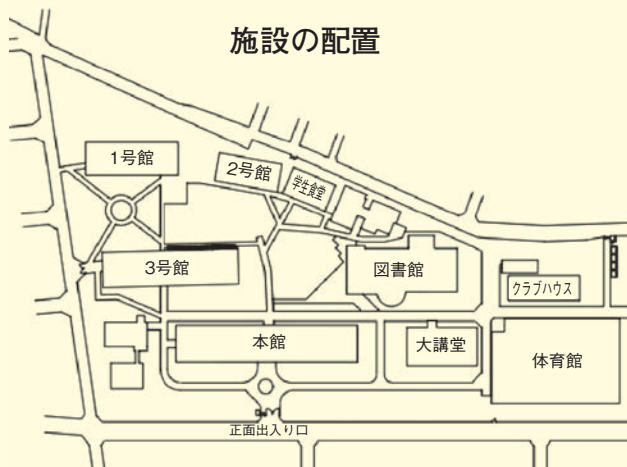 施設の配置
1号館
2号館
学生食堂
3号館
図書館
クラブハウス
本館
大講堂
体育館
正面出入り口